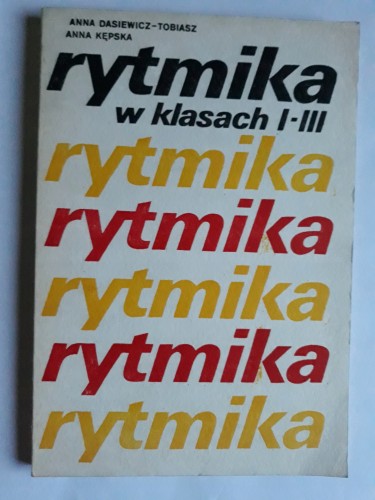 ANNA DASIEWICZ-TOBIASZ
ANNA KĘPSKA
rytmika
w klasach I-III
rytmika
rytmika
rytmika
rytmika
rytmika